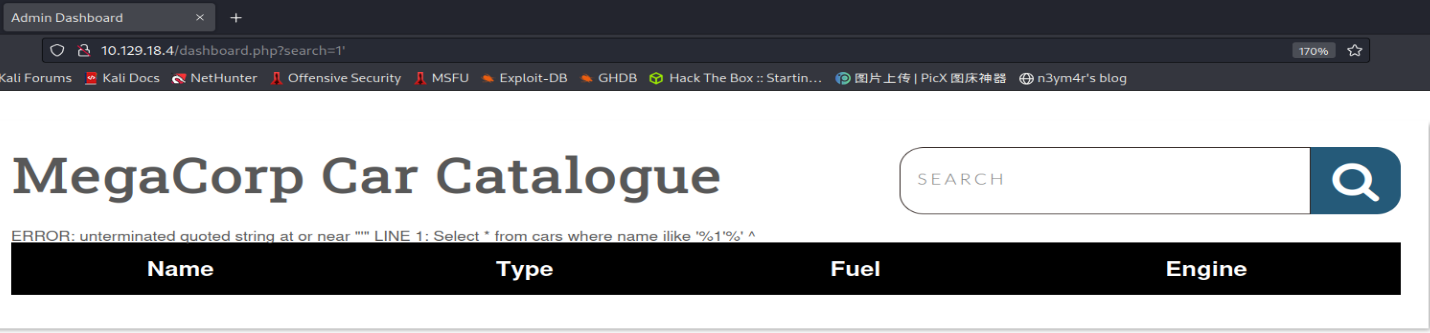 Admin Dashboard × +
10.129.18.4/dashboard.php?search=1' 170%
Kali Forums Kali Docs NetHunter Offensive Security MSFU Exploit-DB GHDB Hack The Box :: Startin... 图片上传 | PicX 图床神器 n3ym4r's blog
MegaCorp Car Catalogue
SEARCH
ERROR: unterminated quoted string at or near "'" LINE 1: Select * from cars where name ilike '%1'%' ^
Name Type Fuel Engine